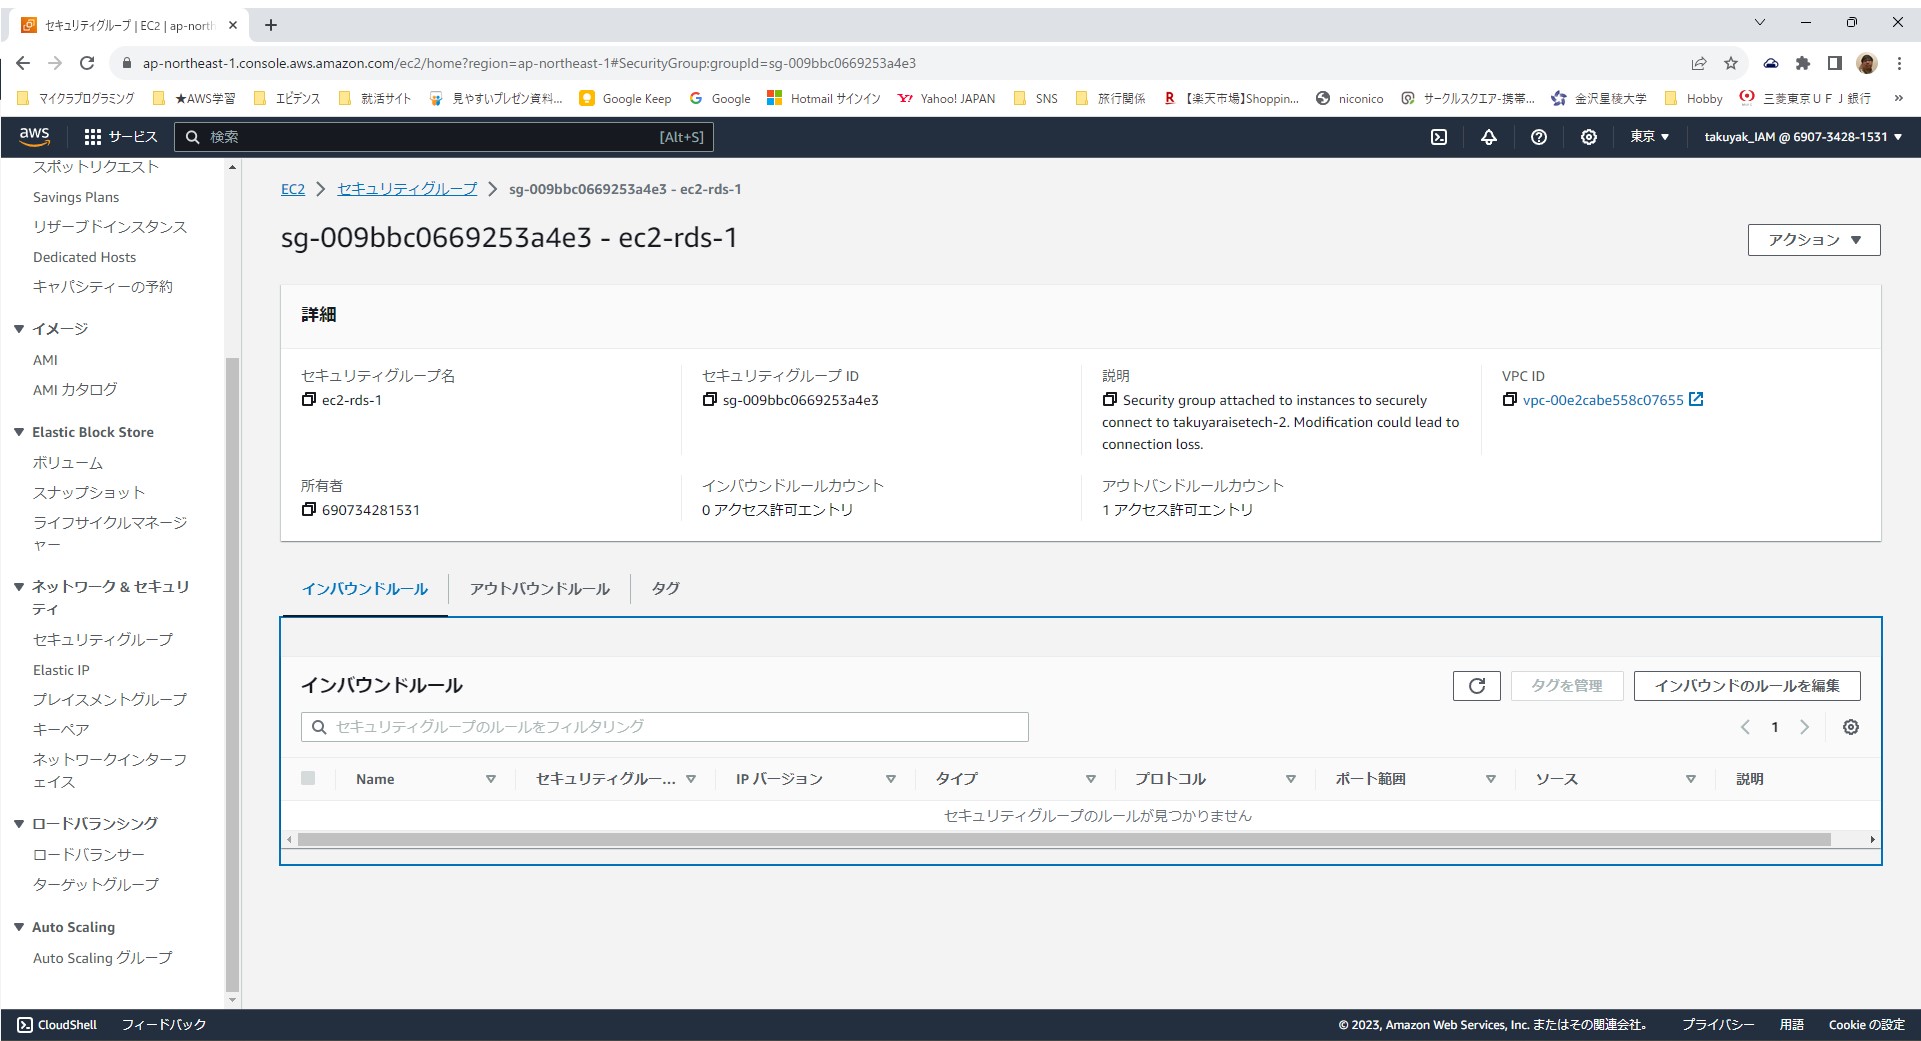 セキュリティグループ | EC2 | ap-north
ap-northeast-1.console.aws.amazon.com/ec2/home?region=ap-northeast-1#SecurityGroup:groupId=sg-009bbc0669253a4e3
マイクラプログラミング ★AWS学習 エビデンス 就活サイト 見やすいプレゼン資料... Google Keep Google Hotmail サインイン Yahoo! JAPAN SNS 旅行関係 【楽天市場】Shoppin... niconico サークルスクエア-携帯... 金沢星稜大学 Hobby 三菱東京ＵＦＪ銀行 »
aws サービス 検索 [Alt+S] 東京 ▼ takuyak_IAM @ 6907-3428-1531 ▼
スポットリクエスト
Savings Plans
リザーブドインスタンス
Dedicated Hosts
キャパシティーの予約
イメージ
AMI
AMI カタログ
Elastic Block Store
ボリューム
スナップショット
ライフサイクルマネージ
ャー
ネットワーク & セキュリ
ティ
セキュリティグループ
Elastic IP
プレイスメントグループ
キーペア
ネットワークインターフ
ェイス
ロードバランシング
ロードバランサー
ターゲットグループ
Auto Scaling
Auto Scaling グループ
EC2 > セキュリティグループ > sg-009bbc0669253a4e3 - ec2-rds-1
sg-009bbc0669253a4e3 - ec2-rds-1
アクション ▼
詳細
セキュリティグループ名
ec2-rds-1
セキュリティグループ ID
sg-009bbc0669253a4e3
説明
Security group attached to instances to securely
connect to takuyaraisetech-2. Modification could lead to
connection loss.
VPC ID
vpc-00e2cabe558c07655
所有者
690734281531
インバウンドルールカウント
0 アクセス許可エントリ
アウトバンドルールカウント
1 アクセス許可エントリ
インバウンドルール アウトバウンドルール タグ
インバウンドルール
タグを管理 インバウンドのルールを編集
セキュリティグループのルールをフィルタリング
1
Name セキュリティグルー... IP バージョン タイプ プロトコル ポート範囲 ソース 説明
セキュリティグループのルールが見つかりません
CloudShell フィードバック © 2023, Amazon Web Services, Inc. またはその関連会社。 プライバシー 用語 Cookie の設定